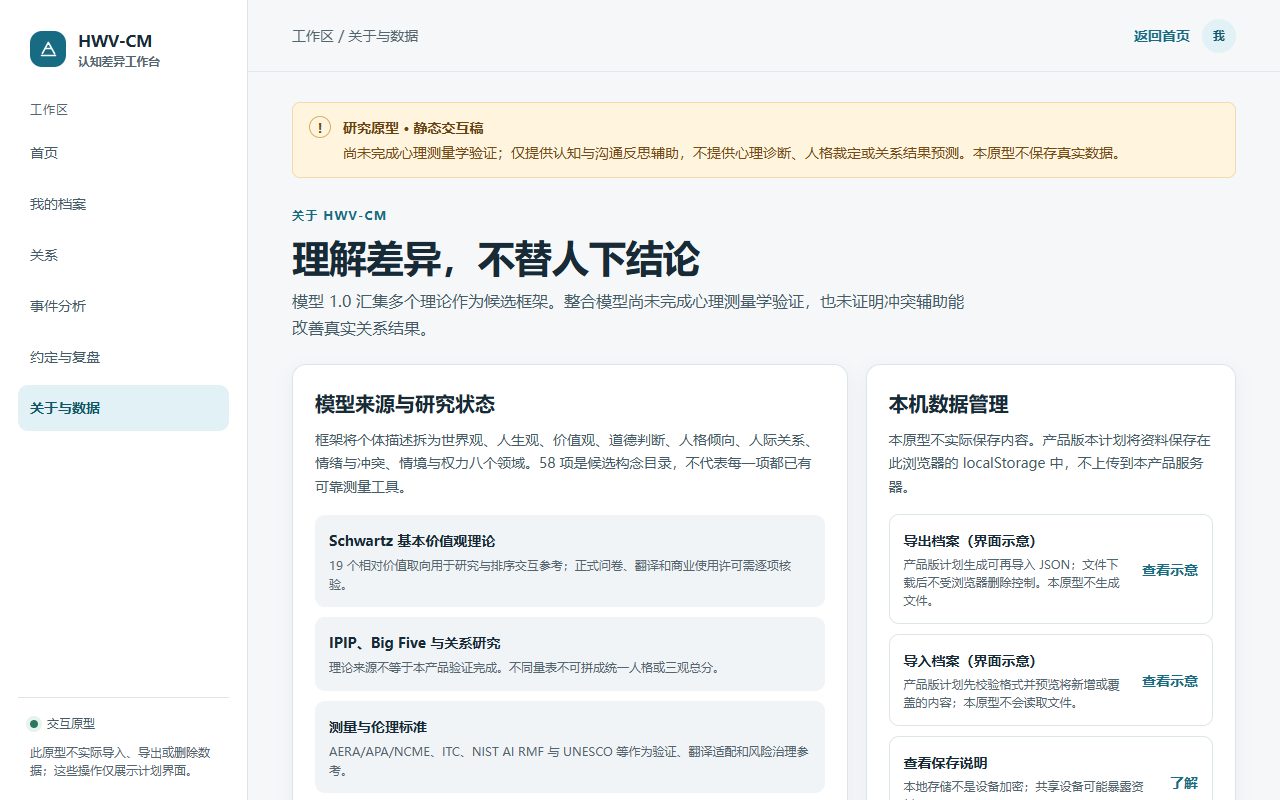 HWV-CM
认知差异工作台
工作区
首页
我的档案
关系
事件分析
约定与复盘
关于与数据
交互原型
此原型不实际导入、导出或删除数
据；这些操作仅展示计划界面。
工作区 / 关于与数据
返回首页
我
!
研究原型 • 静态交互稿
尚未完成心理测量学验证；仅提供认知与沟通反思辅助，不提供心理诊断、人格裁定或关系结果预测。本原型不保存真实数据。
关于 HWV-CM
理解差异，不替人下结论
模型 1.0 汇集多个理论作为候选框架。整合模型尚未完成心理测量学验证，也未证明冲突辅助能
改善真实关系结果。
模型来源与研究状态
框架将个体描述拆为世界观、人生观、价值观、道德判断、人格倾向、人际关系、
情绪与冲突、情境与权力八个领域。58 项是候选构念目录，不代表每一项都已有
可靠测量工具。
Schwartz 基本价值观理论
19 个相对价值取向用于研究与排序交互参考；正式问卷、翻译和商业使用许可需逐项核
验。
IPIP、Big Five 与关系研究
理论来源不等于本产品验证完成。不同量表不可拼成统一人格或三观总分。
测量与伦理标准
AERA/APA/NCME、ITC、NIST AI RMF 与 UNESCO 等作为验证、翻译适配和风险治理参
考。
本机数据管理
本原型不实际保存内容。产品版本计划将资料保存在
此浏览器的 localStorage 中，不上传到本产品服务
器。
导出档案（界面示意）
产品版计划生成可再导入 JSON；文件下
载后不受浏览器删除控制。本原型不生成
文件。
查看示意
导入档案（界面示意）
产品版计划先校验格式并预览将新增或覆
盖的内容；本原型不会读取文件。
查看示意
查看保存说明
本地存储不是设备加密；共享设备可能暴露资
了解